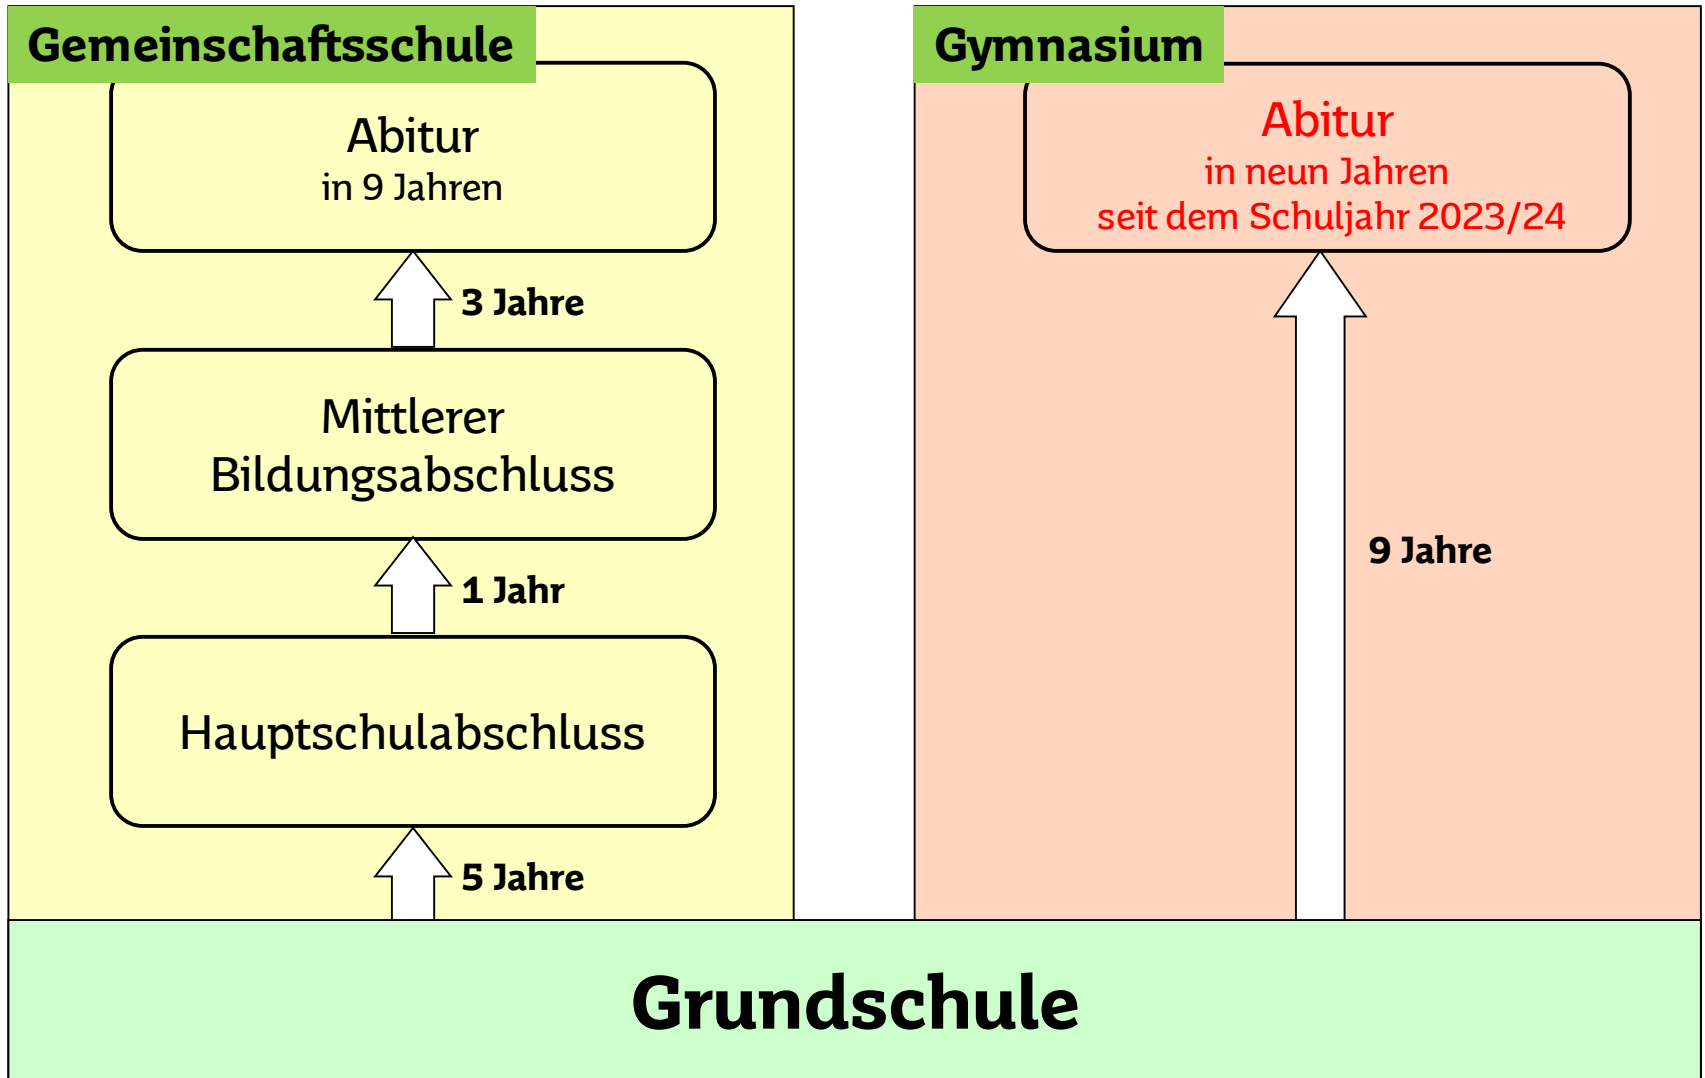 Gemeinschaftsschule
Abitur
in 9 Jahren
3 Jahre
Mittlerer
Bildungsabschluss
1 Jahr
Hauptschulabschluss
5 Jahre
Gymnasium
Abitur
in neun Jahren
seit dem Schuljahr 2023/24
9 Jahre
Grundschule